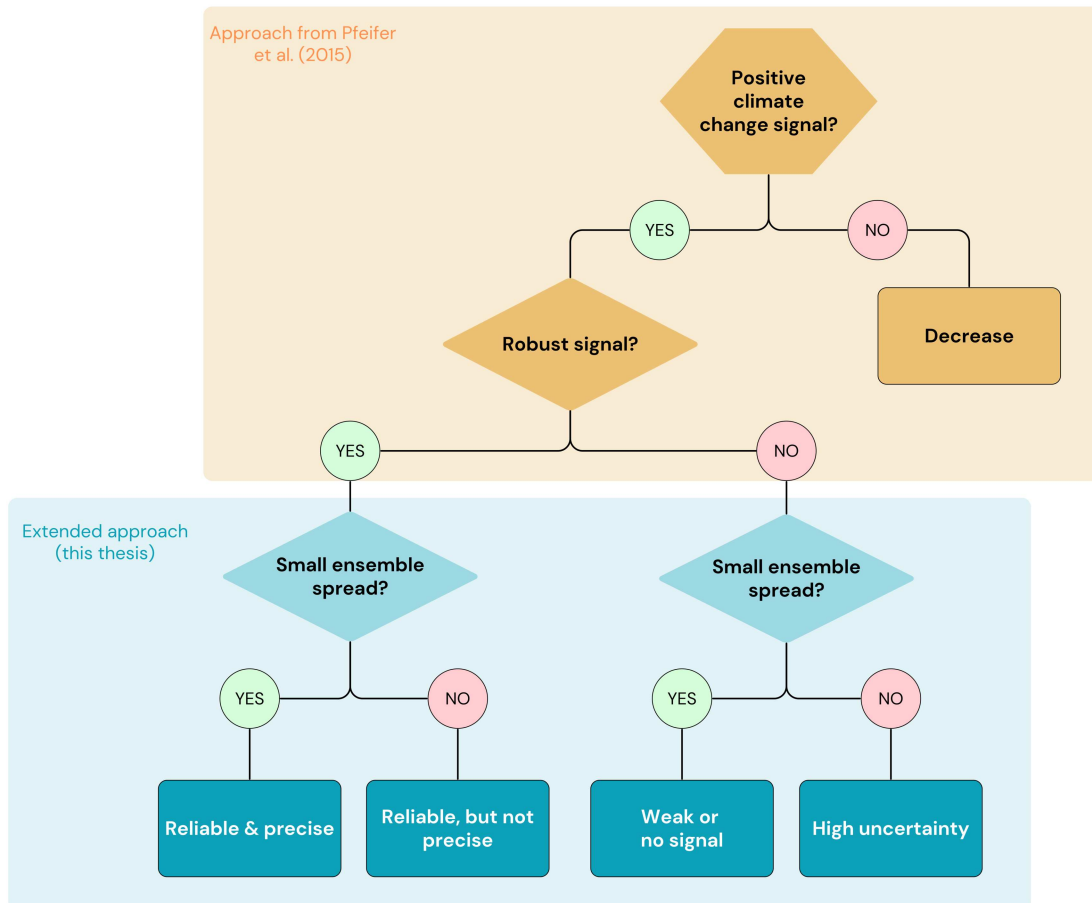 Approach from Pfeifer
et al. (2015)
Positive
climate
change signal?
YES
NO
Robust signal?
Decrease
YES
NO
Extended approach
(this thesis)
Small ensemble
spread?
Small ensemble
spread?
YES
NO
YES
NO
Reliable & precise
Reliable, but not
precise
Weak or
no signal
High uncertainty